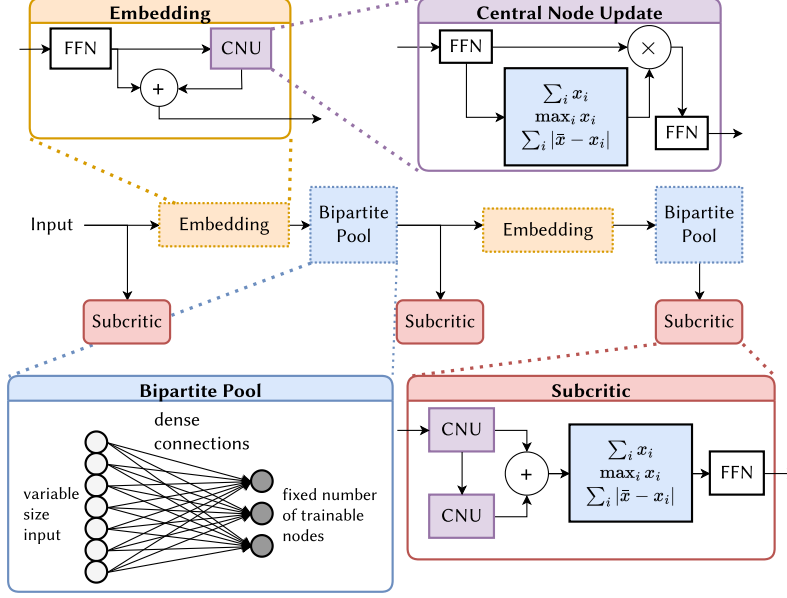 Embedding
FFN
CNU
+
Central Node Update
FFN
×
∑ᵢ xᵢ
maxᵢ xᵢ
∑ᵢ |x̄ − xᵢ|
FFN
Input
Embedding
Bipartite
Pool
Embedding
Bipartite
Pool
Subcritic
Subcritic
Subcritic
Bipartite Pool
dense
connections
variable
size
input
fixed number
of trainable
nodes
Subcritic
CNU
CNU
+
∑ᵢ xᵢ
maxᵢ xᵢ
∑ᵢ |x̄ − xᵢ|
FFN